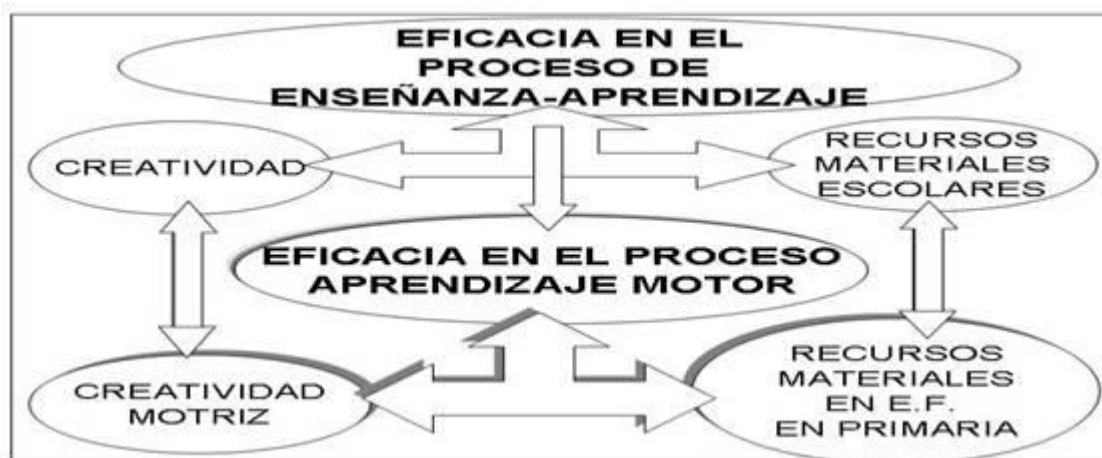 EFICACIA EN EL
PROCESO DE
ENSEÑANZA-APRENDIZAJE
CREATIVIDAD
RECURSOS
MATERIALES
ESCOLARES
EFICACIA EN EL PROCESO
APRENDIZAJE MOTOR
CREATIVIDAD
MOTRIZ
RECURSOS
MATERIALES
EN E.F.
EN PRIMARIA